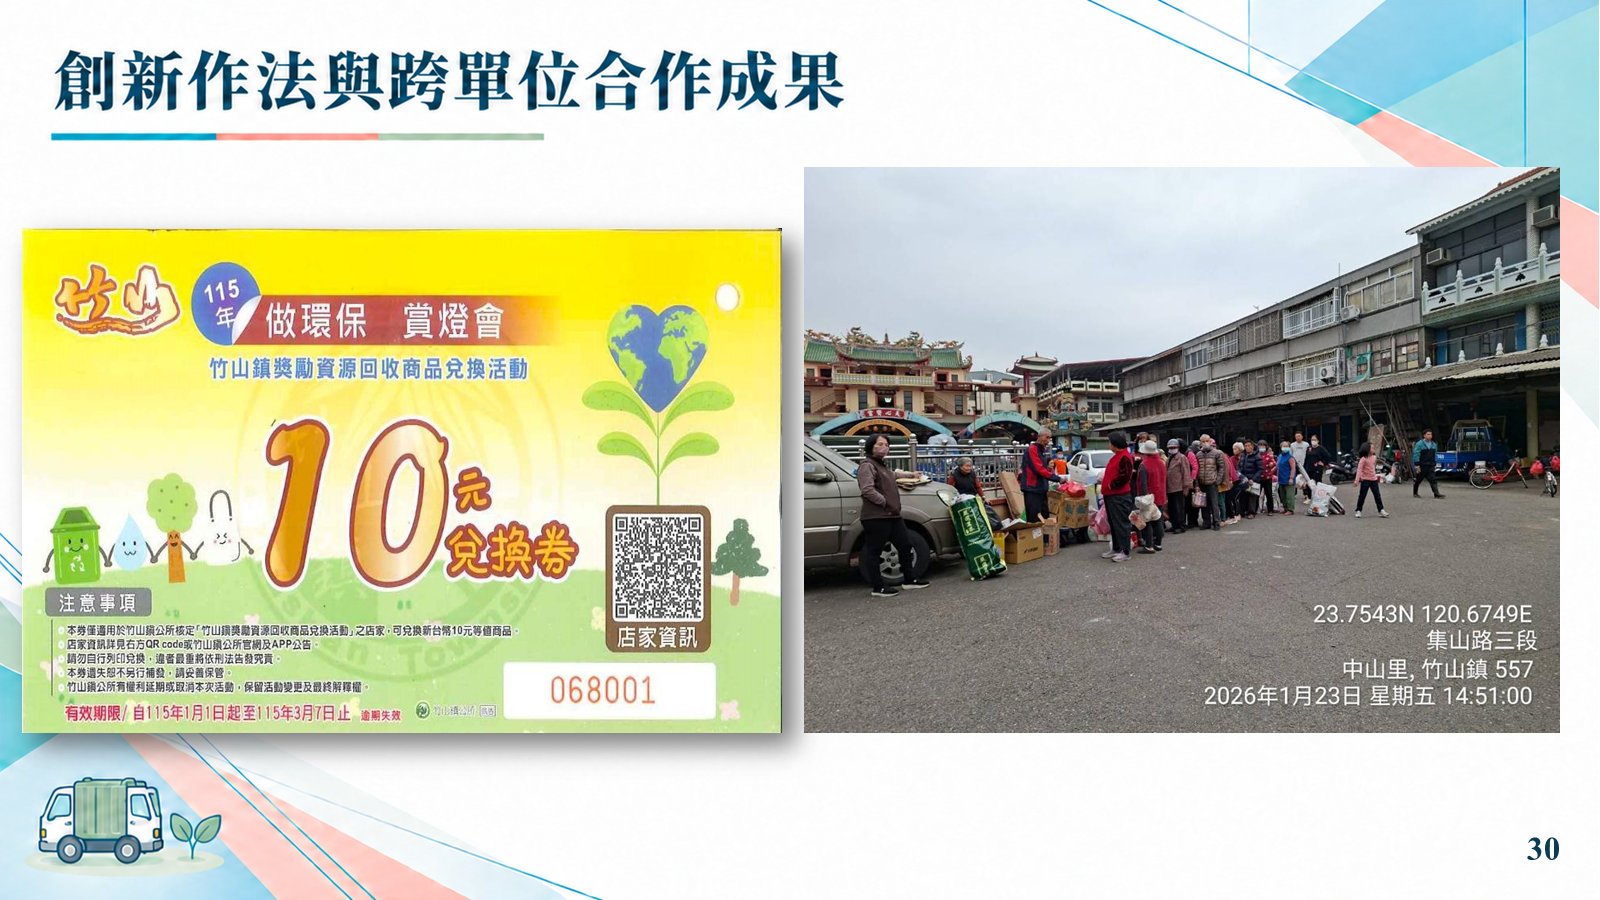 創新作法與跨單位合作成果
竹山
115
年
做環保 賞燈會
竹山鎮獎勵資源回收商品兌換活動
10
元
兌換券
注意事項
本券僅適用於竹山鎮公所核定「竹山鎮獎勵資源回收商品兌換活動」之店家，可兌換新台幣10元等值商品。
店家資訊詳見右方QR code或竹山鎮公所官網及APP公告。
請勿自行列印兌換，違者最重將依刑法告發究責。
本券遺失恕不另行補發，請妥善保管。
竹山鎮公所有權利延期或取消本次活動，保留活動變更及最終解釋權。
有效期限/ 自115年1月1日起至115年3月7日止 逾期失效
竹山鎮公所
店家資訊
068001
23.7543N 120.6749E
集山路三段
中山里, 竹山鎮 557
2026年1月23日 星期五 14:51:00
30